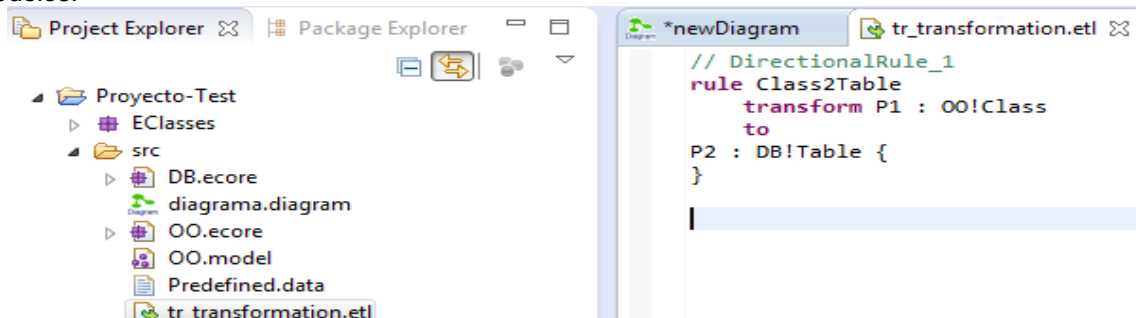 Project Explorer
Package Explorer
Proyecto-Test
EClasses
src
DB.ecore
diagrama.diagram
OO.ecore
OO.model
Predefined.data
tr_transformation.etl
*newDiagram
tr_transformation.etl
// DirectionalRule_1
rule Class2Table
transform P1 : OO!Class
to
P2 : DB!Table {
}